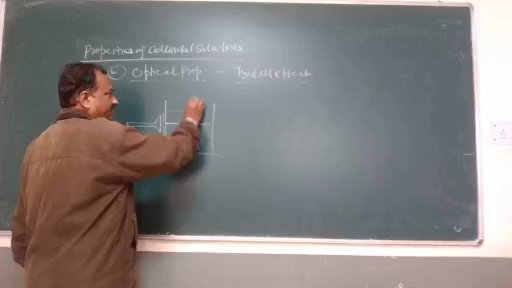 Properties of Colloidal Solutions
(E) Optical Prop - Tyndall effect